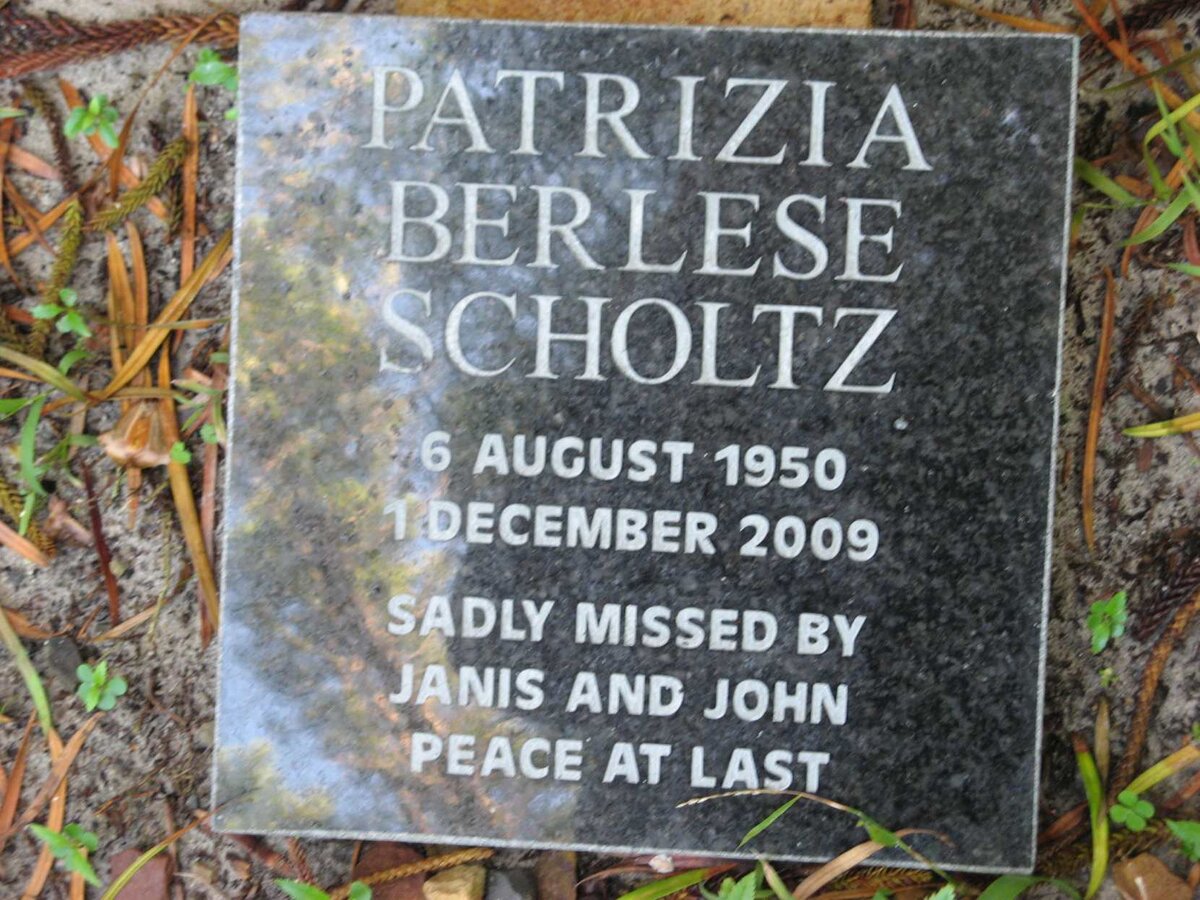 PATRIZIA
BERLESE
SCHOLTZ
6 AUGUST 1950
1 DECEMBER 2009
SADLY MISSED BY
JANIS AND JOHN
PEACE AT LAST